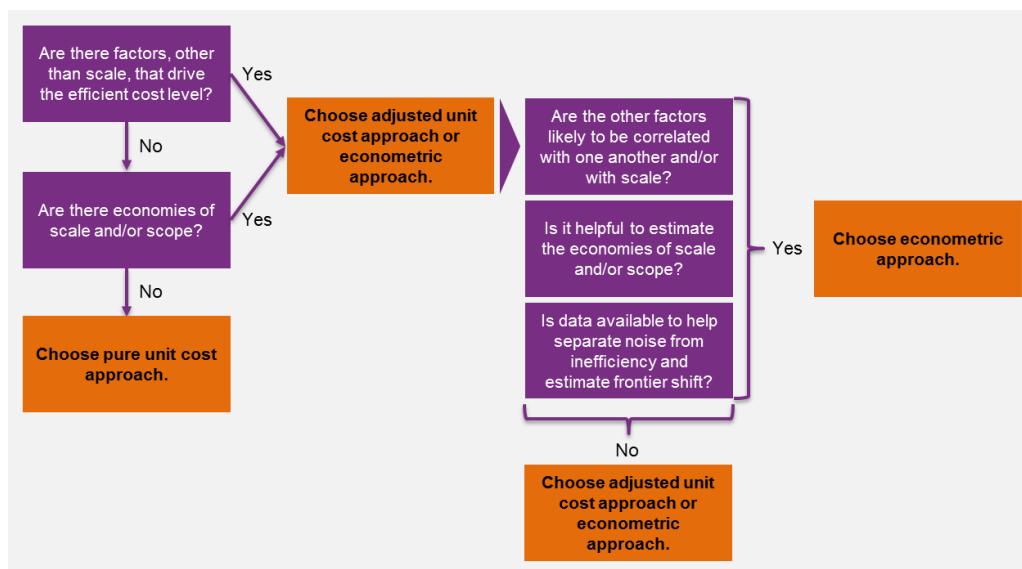 Are there factors, other
than scale, that drive
the efficient cost level?
Yes
No
Are there economies of
scale and/or scope?
Yes
No
Choose pure unit cost
approach.
Choose adjusted unit
cost approach or
econometric
approach.
Are the other factors
likely to be correlated
with one another and/or
with scale?
Is it helpful to estimate
the economies of scale
and/or scope?
Is data available to help
separate noise from
inefficiency and
estimate frontier shift?
Yes
Choose econometric
approach.
No
Choose adjusted unit
cost approach or
econometric
approach.